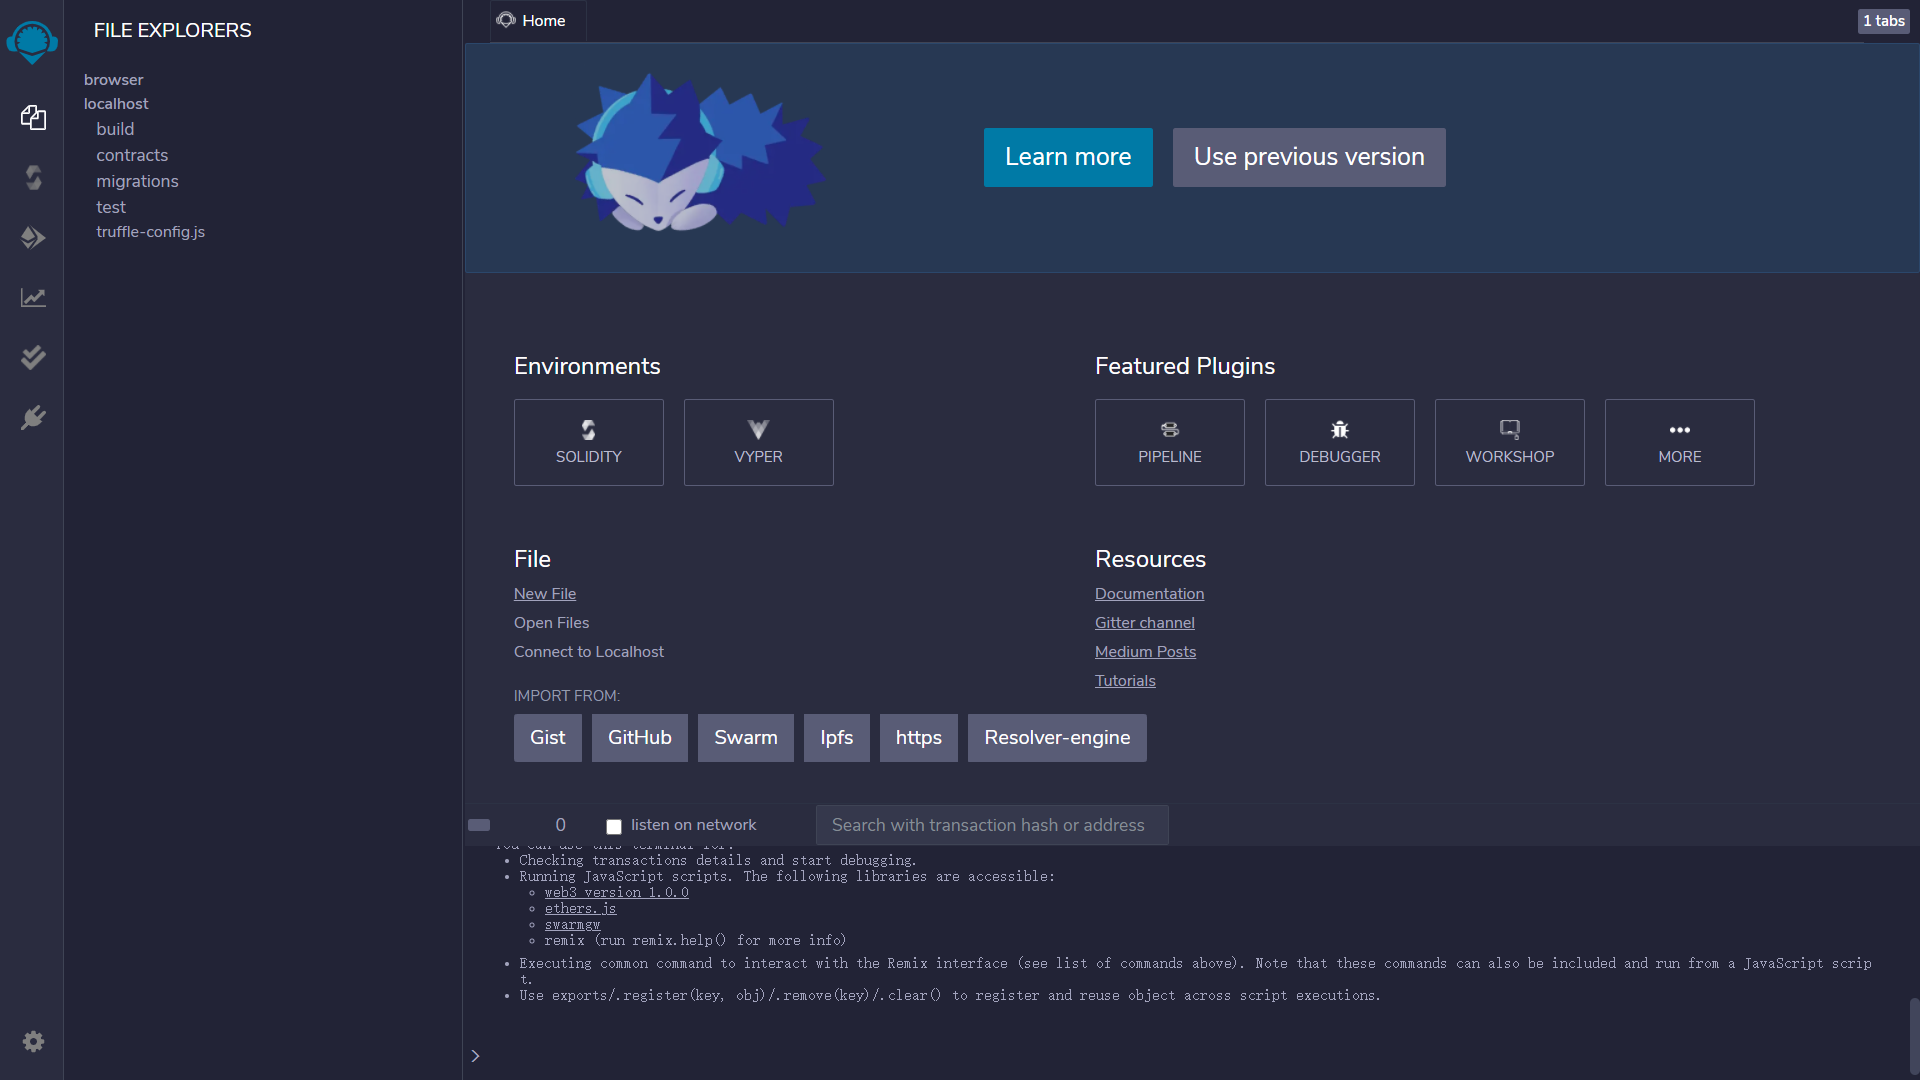 FILE EXPLORERS
browser
localhost
build
contracts
migrations
test
truffle-config.js
Home
1 tabs
Learn more
Use previous version
Environments
SOLIDITY
VYPER
Featured Plugins
PIPELINE
DEBUGGER
WORKSHOP
MORE
File
New File
Open Files
Connect to Localhost
IMPORT FROM:
Gist
GitHub
Swarm
Ipfs
https
Resolver-engine
Resources
Documentation
Gitter channel
Medium Posts
Tutorials
0
listen on network
Search with transaction hash or address
You can use this terminal for:
• Checking transactions details and start debugging.
• Running JavaScript scripts. The following libraries are accessible:
◦ web3 version 1.0.0
◦ ethers.js
◦ swarmgw
◦ remix (run remix.help() for more info)
• Executing common command to interact with the Remix interface (see list of commands above). Note that these commands can also be included and run from a JavaScript scrip
t.
• Use exports/.register(key, obj)/.remove(key)/.clear() to register and reuse object across script executions.
>